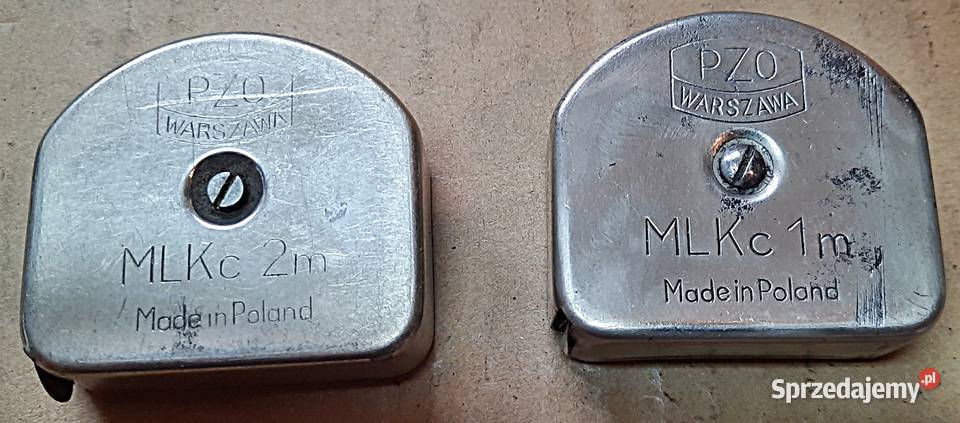 PZO
WARSZAWA
MLKc 2m
Made in Poland
PZO
WARSZAWA
MLKc 1m
Made in Poland
Sprzedajemy.pl